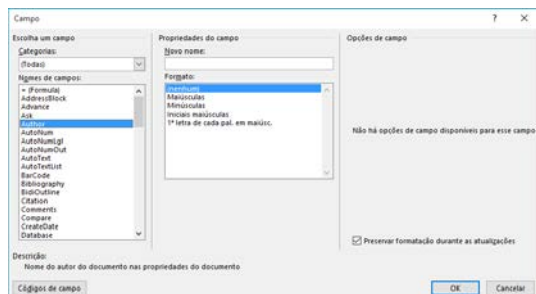 Campo
?
Escolha um campo
Categorias:
(Todas)
Nomes de campos:
= (Formula)
AddressBlock
Advance
Ask
Author
AutoNum
AutoNumLgl
AutoNumOut
AutoText
AutoTextList
BarCode
Bibliography
BidiOutline
Citation
Comments
Compare
CreateDate
Database
Propriedades do campo
Novo nome:
Formato:
(nenhum)
Maiúsculas
Minúsculas
Iniciais maiúsculas
1ª letra de cada pal. em maiúsc.
Opções de campo
Não há opções de campo disponíveis para esse campo
Preservar formatação durante as atualizações
Descrição:
Nome do autor do documento nas propriedades do documento
Códigos de campo
OK
Cancelar